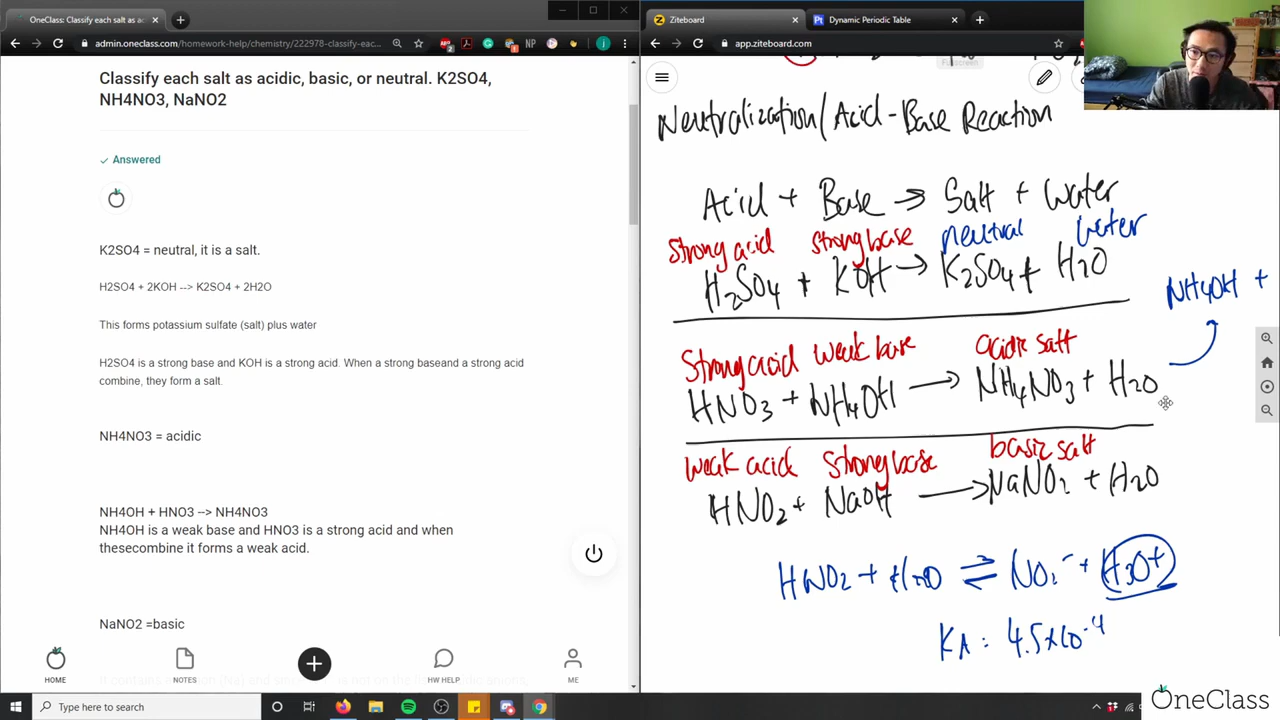 OneClass: Classify each salt as ac
admin.oneclass.com/homework-help/chemistry/222978-classify-eac...
NP
j
Classify each salt as acidic, basic, or neutral. K2SO4,
NH4NO3, NaNO2
Answered
K2SO4 = neutral, it is a salt.
H2SO4 + 2KOH --> K2SO4 + 2H2O
This forms potassium sulfate (salt) plus water
H2SO4 is a strong base and KOH is a strong acid. When a strong baseand a strong acid
combine, they form a salt.
NH4NO3 = acidic
NH4OH + HNO3 --> NH4NO3
NH4OH is a weak base and HNO3 is a strong acid and when
thesecombine it forms a weak acid.
NaNO2 =basic
HOME
NOTES
HW HELP
ME
Type here to search
Ziteboard
Dynamic Periodic Table
app.ziteboard.com
Neutralization/Acid-Base Reaction
Acid + Base → Salt + Water
strong acid strong base neutral water
H2SO4 + KOH → K2SO4 + H2O
NH4OH +
Strong acid weak base acidic salt
HNO3 + NH4OH → NH4NO3 + H2O
weak acid strong base basic salt
HNO2 + NaOH → NaNO2 + H2O
HNO2 + H2O ⇌ NO2- + H3O+
KA: 4.5x10-4
OneClass